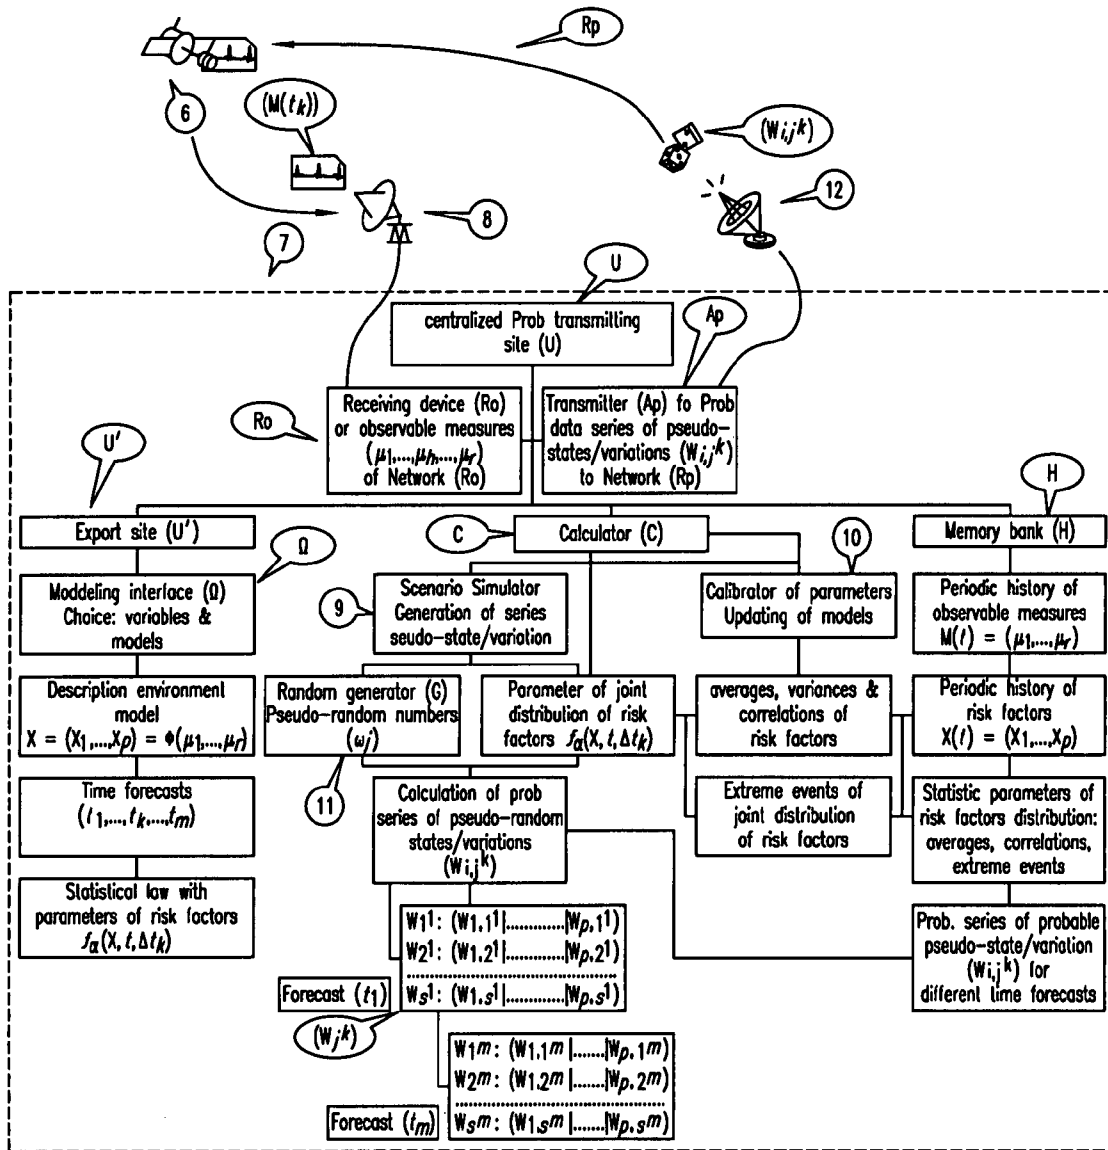 Rp
6
(M(tk))
(Wi,jk)
12
8
7
U
centralized Prob transmitting
site (U)
Ap
Ro
Receiving device (Ro)
or observable measures
(μ1,...,μh,...,μr)
of Network (Ro)
Transmitter (Ap) fo Prob
data series of pseudo-
states/variations (Wi,jk)
to Network (Rp)
U'
Export site (U')
C
Calculator (C)
10
H
Memory bank (H)
Ω
Moddeling interface (Ω)
Choice: variables &
models
9
Scenario Simulator
Generation of series
seudo-state/variation
Calibrator of parameters
Updating of models
Periodic history of
observable measures
M(t) = (μ1,...,μr)
Description environment
model
X = (X1,...,Xp) = Φ(μ1,...,μr)
Random generator (G)
Pseudo-random numbers
(ωj)
Parameter of joint
distribution of risk
factors fα(X, t, Δtk)
averages, variances &
correlations of
risk factors
Periodic history of
risk factors
X(t) = (X1,...,Xp)
11
Time forecasts
(t1,...,tk,...,tm)
Calculation of prob
series of pseudo-random
states/variations
(Wi,jk)
Extreme events of
joint distribution
of risk factors
Statistic parameters of
risk factors distribution:
averages, correlations,
extreme events
Statistical law with
parameters of risk factors
fα(X, t, Δtk)
W11: (W1,11|.............|Wp,11)
W21: (W1,21|.............|Wp,21)
Ws1: (W1,s1|.............|Wp,s1)
Prob. series of probable
pseudo-state/variation
(Wi,jk) for
different lime forecasts
Forecast (t1)
(Wjk)
W1m: (W1,1m|.......|Wp,1m)
W2m: (W1,2m|.......|Wp,2m)
Wsm: (W1,sm|.......|Wp,sm)
Forecast (tm)